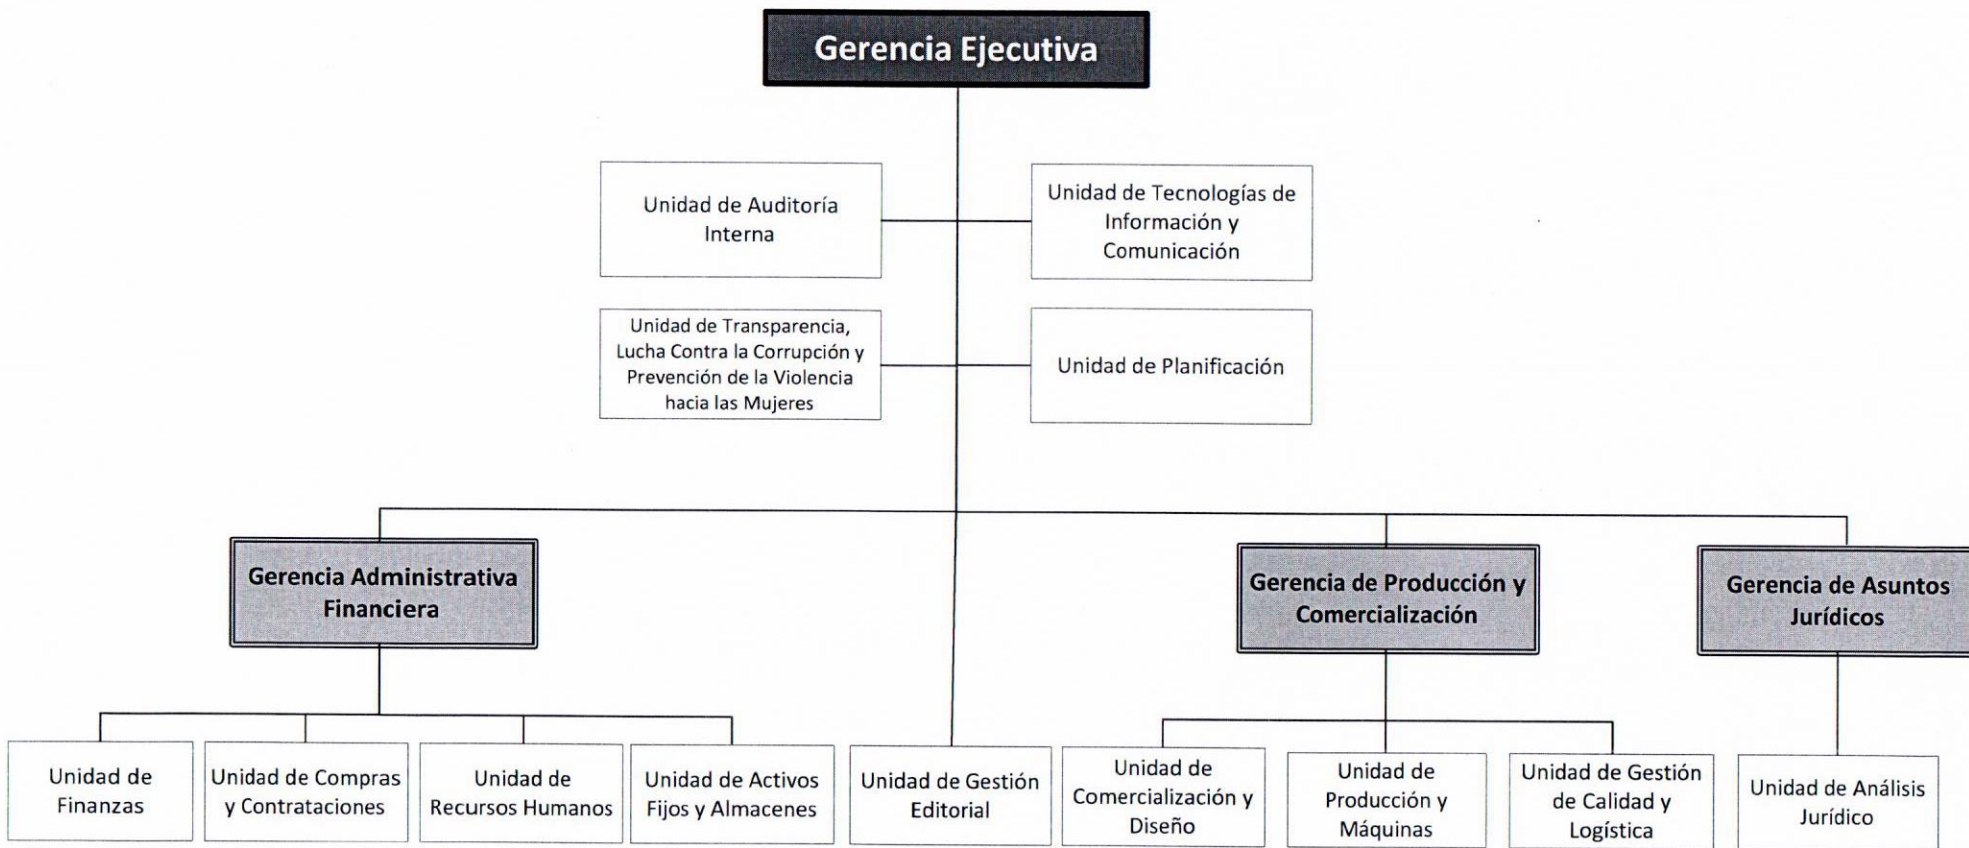 Gerencia Ejecutiva
Unidad de Auditoría
Interna
Unidad de Tecnologías de
Información y
Comunicación
Unidad de Transparencia,
Lucha Contra la Corrupción y
Prevención de la Violencia
hacia las Mujeres
Unidad de Planificación
Gerencia Administrativa
Financiera
Gerencia de Producción y
Comercialización
Gerencia de Asuntos
Jurídicos
Unidad de
Finanzas
Unidad de Compras
y Contrataciones
Unidad de
Recursos Humanos
Unidad de Activos
Fijos y Almacenes
Unidad de Gestión
Editorial
Unidad de
Comercialización y
Diseño
Unidad de
Producción y
Máquinas
Unidad de Gestión
de Calidad y
Logística
Unidad de Análisis
Jurídico